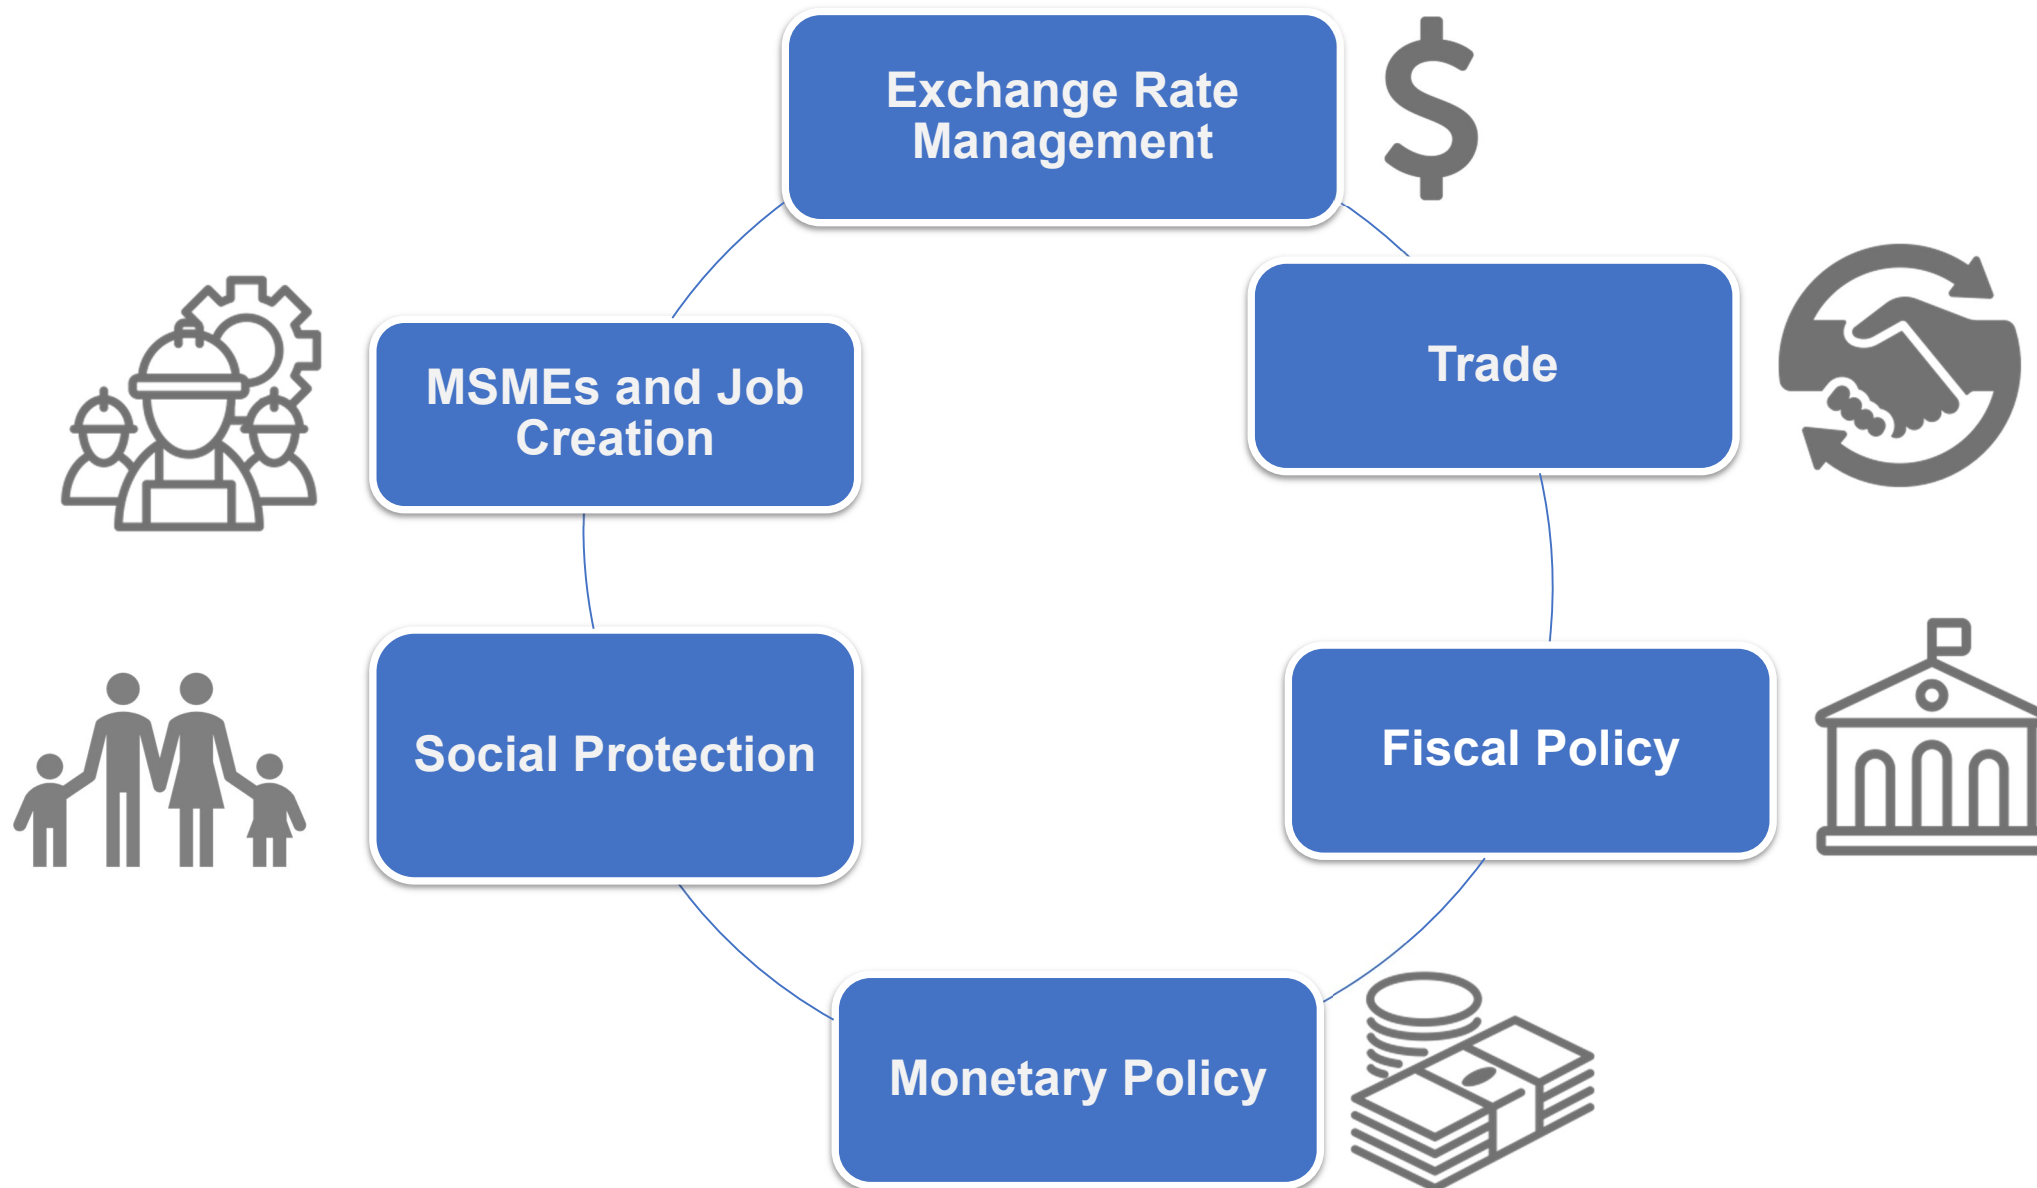 Exchange Rate
Management
Trade
Fiscal Policy
Monetary Policy
Social Protection
MSMEs and Job
Creation